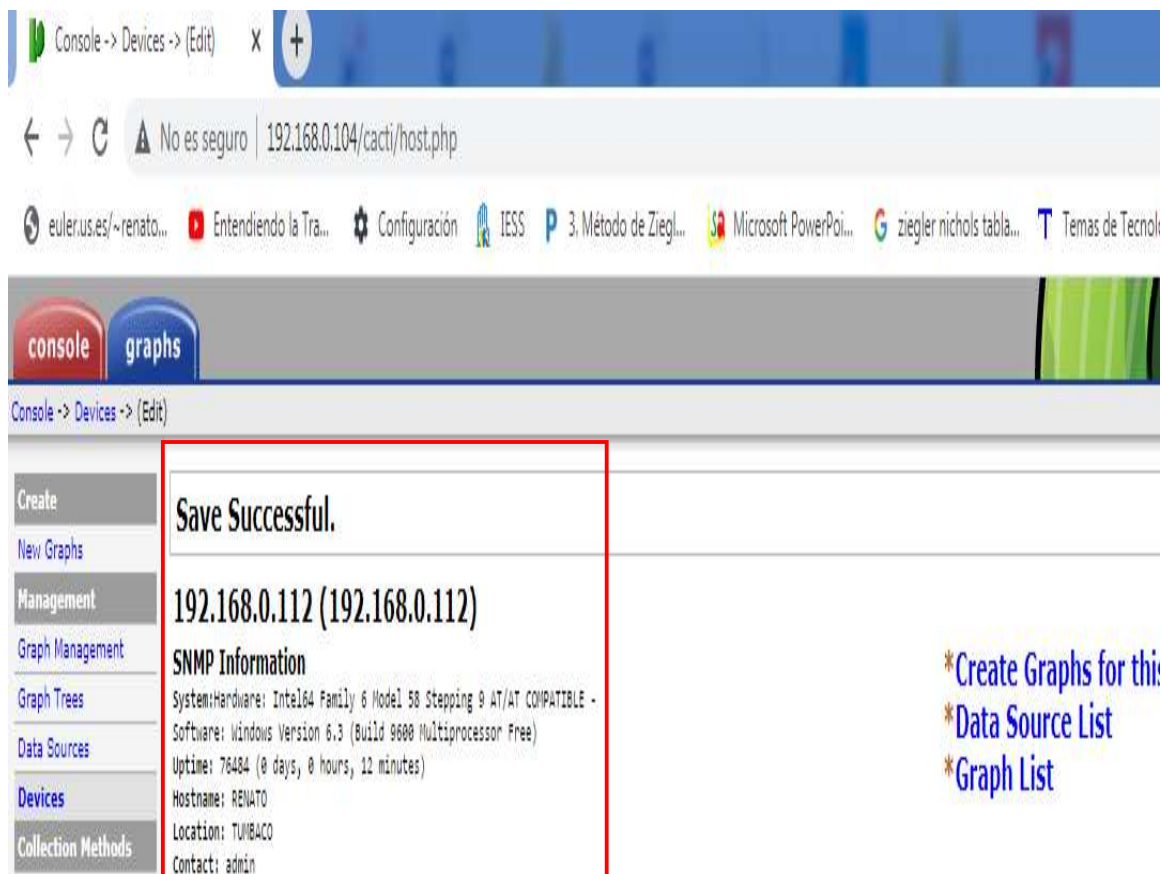 Console -> Devices -> (Edit) x +
No es seguro | 192.168.0.104/cacti/host.php
euler.us.es/~renato... Entendiendo la Tra... Configuración IESS 3. Método de Ziegl... Microsoft PowerPoi... ziegler nichols tabla... Temas de Tecnolo
console graphs
Console -> Devices -> (Edit)
Create
New Graphs
Management
Graph Management
Graph Trees
Data Sources
Devices
Collection Methods
Save Successful.
192.168.0.112 (192.168.0.112)
SNMP Information
System:Hardware: Intel64 Family 6 Model 58 Stepping 9 AT/AT COMPATIBLE -
Software: Windows Version 6.3 (Build 9600 Multiprocessor Free)
Uptime: 76484 (0 days, 0 hours, 12 minutes)
Hostname: RENATO
Location: TUMBACO
Contact: admin
*Create Graphs for this
*Data Source List
*Graph List